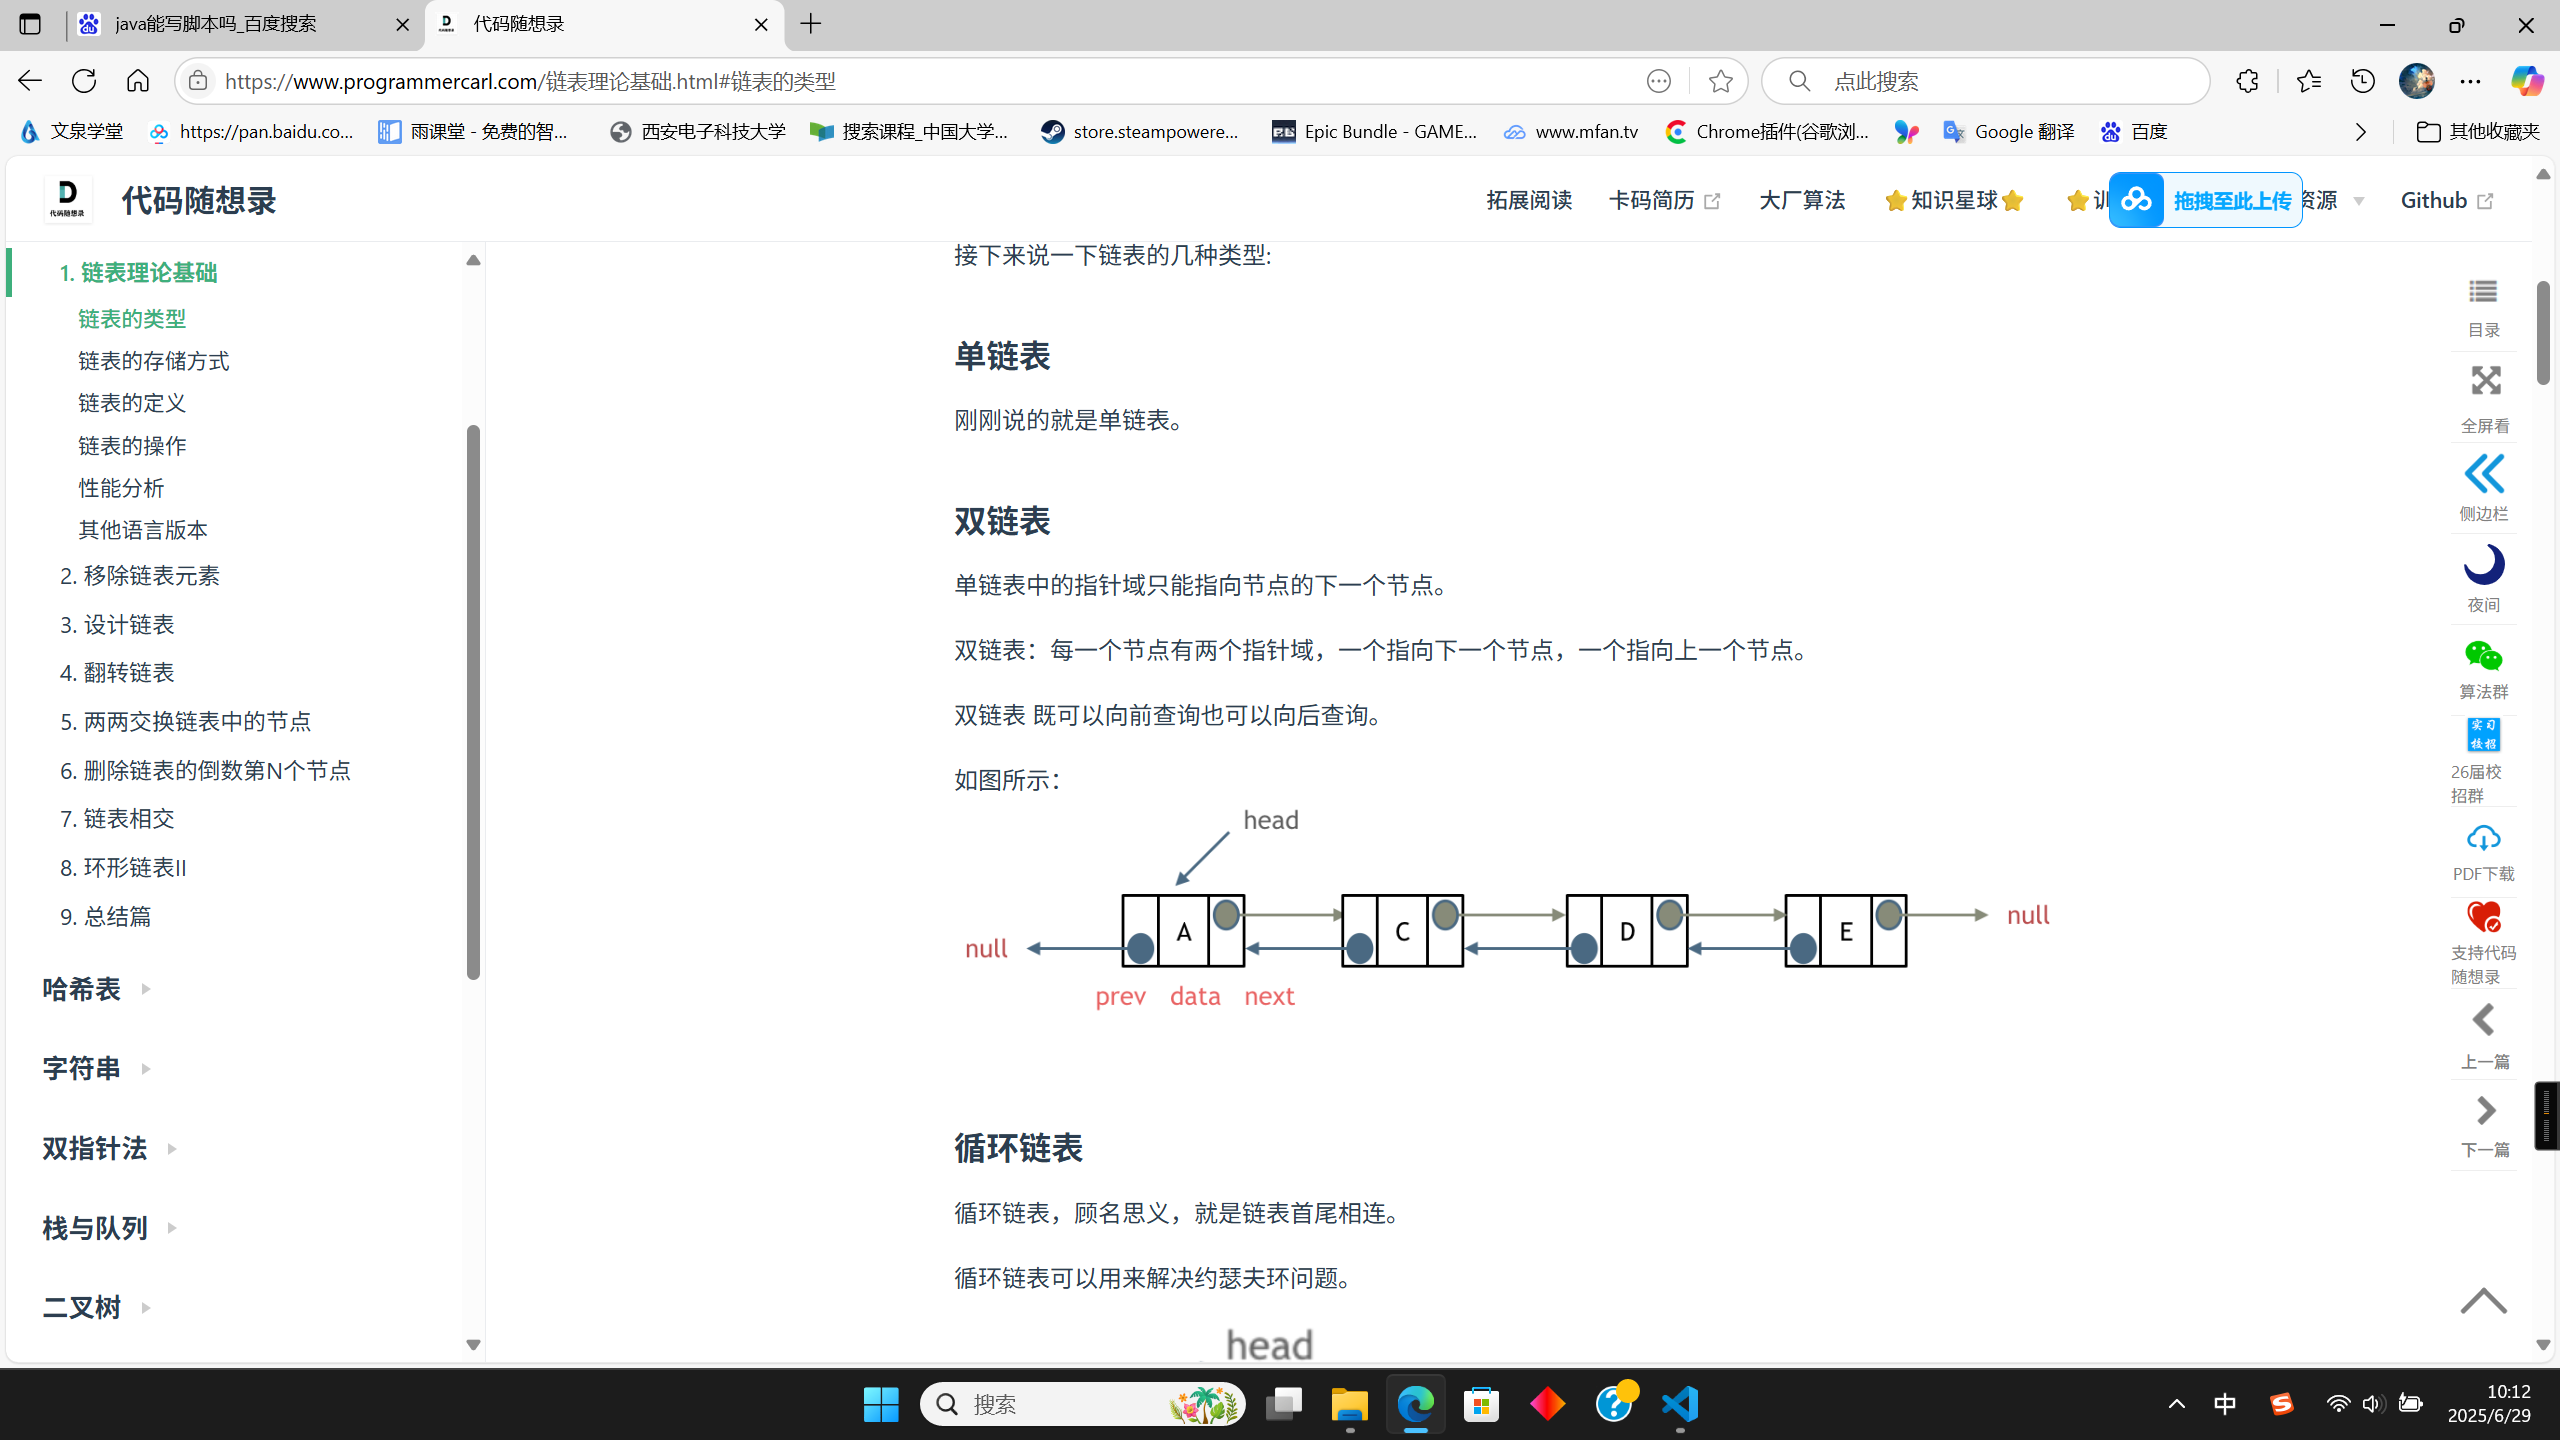 java能写脚本吗_百度搜索
代码随想录
https://www.programmercarl.com/链表理论基础.html#链表的类型
点此搜索
文泉学堂
https://pan.baidu.co...
雨课堂 - 免费的智...
西安电子科技大学
搜索课程_中国大学...
store.steampowere...
Epic Bundle - GAME...
www.mfan.tv
Chrome插件(谷歌浏...
Google 翻译
百度
其他收藏夹
代码随想录
代码随想录
拓展阅读
卡码简历
大厂算法
知识星球
训
拖拽至此上传
资源
Github
1. 链表理论基础
链表的类型
链表的存储方式
链表的定义
链表的操作
性能分析
其他语言版本
2. 移除链表元素
3. 设计链表
4. 翻转链表
5. 两两交换链表中的节点
6. 删除链表的倒数第N个节点
7. 链表相交
8. 环形链表II
9. 总结篇
哈希表
字符串
双指针法
栈与队列
二叉树
接下来说一下链表的几种类型:
单链表
刚刚说的就是单链表。
双链表
单链表中的指针域只能指向节点的下一个节点。
双链表：每一个节点有两个指针域，一个指向下一个节点，一个指向上一个节点。
双链表 既可以向前查询也可以向后查询。
如图所示：
head
null
A
C
D
E
null
prev data next
循环链表
循环链表，顾名思义，就是链表首尾相连。
循环链表可以用来解决约瑟夫环问题。
head
目录
全屏看
侧边栏
夜间
算法群
实习
校招
26届校
招群
PDF下载
支持代码
随想录
上一篇
下一篇
搜索
中
10:12
2025/6/29